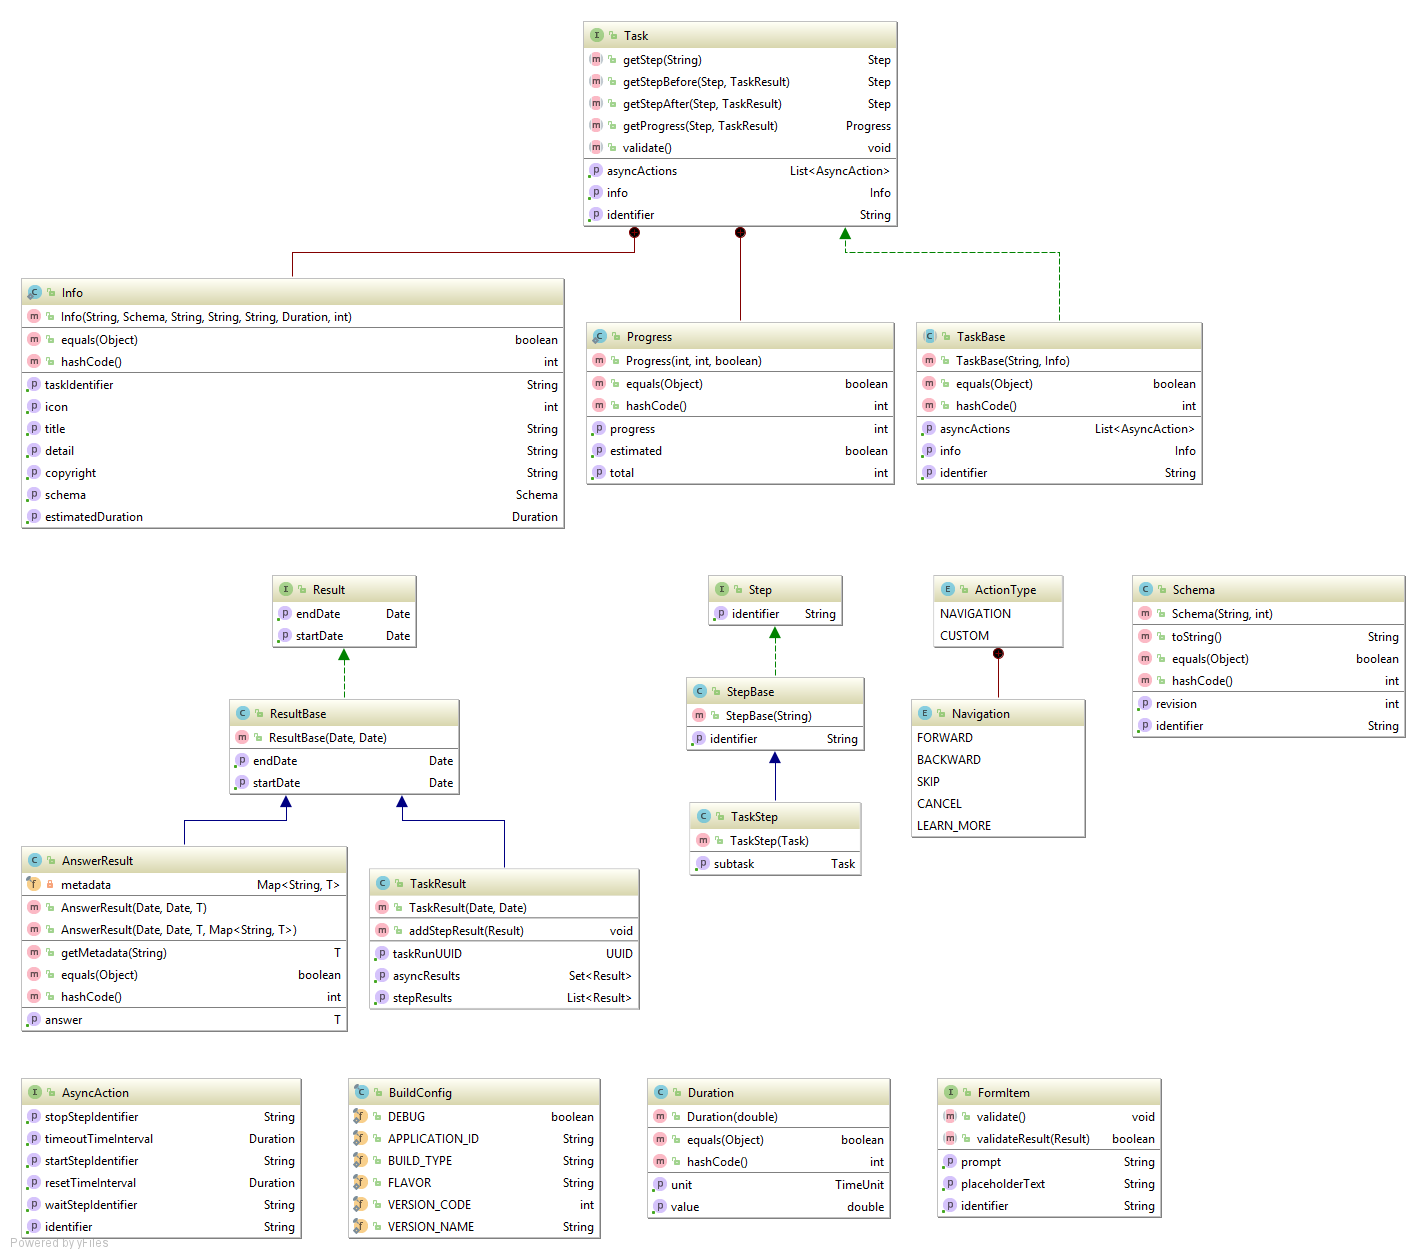 Task
getStep(String) Step
getStepBefore(Step, TaskResult) Step
getStepAfter(Step, TaskResult) Step
getProgress(Step, TaskResult) Progress
validate() void
asyncActions List<AsyncAction>
info Info
identifier String
Info
Info(String, Schema, String, String, String, Duration, int)
equals(Object) boolean
hashCode() int
taskIdentifier String
icon int
title String
detail String
copyright String
schema Schema
estimatedDuration Duration
Progress
Progress(int, int, boolean)
equals(Object) boolean
hashCode() int
progress int
estimated boolean
total int
TaskBase
TaskBase(String, Info)
equals(Object) boolean
hashCode() int
asyncActions List<AsyncAction>
info Info
identifier String
Result
endDate Date
startDate Date
ResultBase
ResultBase(Date, Date)
endDate Date
startDate Date
AnswerResult
metadata Map<String, T>
AnswerResult(Date, Date, T)
AnswerResult(Date, Date, T, Map<String, T>)
getMetadata(String) T
equals(Object) boolean
hashCode() int
answer T
TaskResult
TaskResult(Date, Date)
addStepResult(Result) void
taskRunUUID UUID
asyncResults Set<Result>
stepResults List<Result>
Step
identifier String
StepBase
StepBase(String)
identifier String
TaskStep
TaskStep(Task)
subtask Task
ActionType
NAVIGATION
CUSTOM
Navigation
FORWARD
BACKWARD
SKIP
CANCEL
LEARN_MORE
Schema
Schema(String, int)
toString() String
equals(Object) boolean
hashCode() int
revision int
identifier String
AsyncAction
stopStepIdentifier String
timeoutTimeInterval Duration
startStepIdentifier String
resetTimeInterval Duration
waitStepIdentifier String
identifier String
BuildConfig
DEBUG boolean
APPLICATION_ID String
BUILD_TYPE String
FLAVOR String
VERSION_CODE int
VERSION_NAME String
Duration
Duration(double)
equals(Object) boolean
hashCode() int
unit TimeUnit
value double
FormItem
validate() void
validateResult(Result) boolean
prompt String
placeholderText String
identifier String
Powered by yFiles